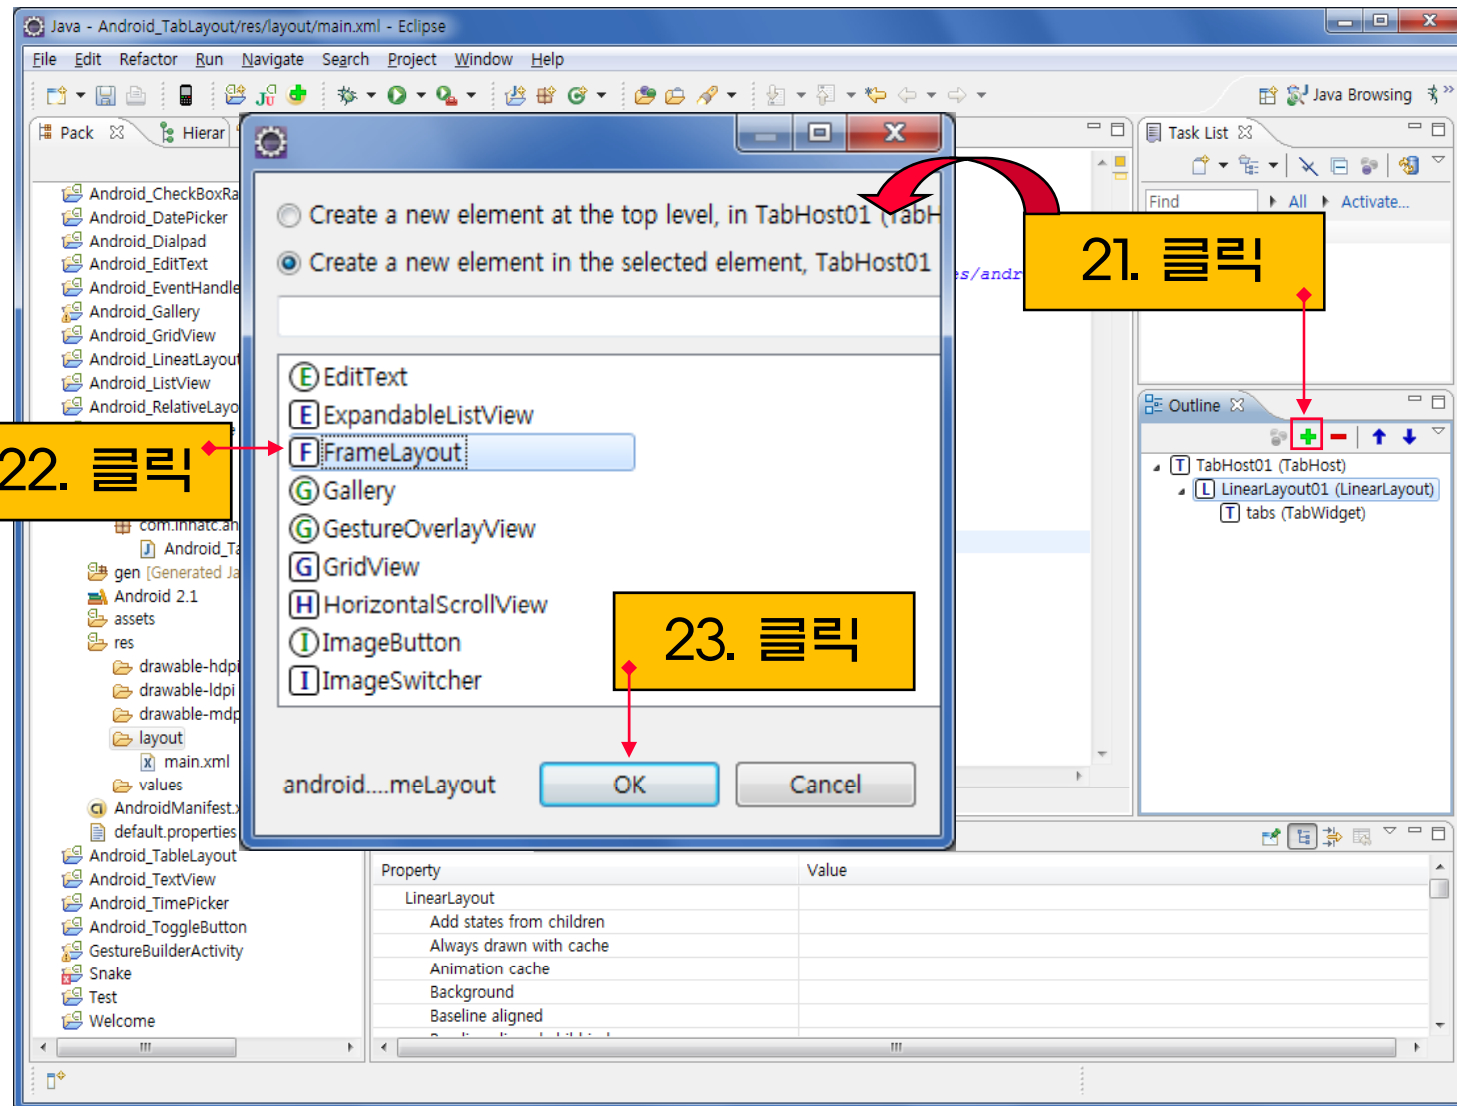 Java - Android_TabLayout/res/layout/main.xml - Eclipse
File Edit Refactor Run Navigate Search Project Window Help
Java Browsing
Pack
Hierar
Task List
Find
All
Activate...
Android_CheckBoxRa
Android_DatePicker
Android_Dialpad
Android_EditText
Android_EventHandle
Android_Gallery
Android_GridView
Android_LineatLayout
Android_ListView
Android_RelativeLayo
Create a new element at the top level, in TabHost01 (TabH
Create a new element in the selected element, TabHost01
es/andr
21. 클릭
EditText
ExpandableListView
FrameLayout
Gallery
GestureOverlayView
GridView
HorizontalScrollView
ImageButton
ImageSwitcher
22. 클릭
23. 클릭
android....meLayout
OK
Cancel
Outline
TabHost01 (TabHost)
LinearLayout01 (LinearLayout)
tabs (TabWidget)
Android_Ta
gen [Generated Ja
Android 2.1
assets
res
drawable-hdpi
drawable-ldpi
drawable-mdp
layout
main.xml
values
AndroidManifest.x
default.properties
Android_TableLayout
Android_TextView
Android_TimePicker
Android_ToggleButton
GestureBuilderActivity
Snake
Test
Welcome
Property
Value
LinearLayout
Add states from children
Always drawn with cache
Animation cache
Background
Baseline aligned